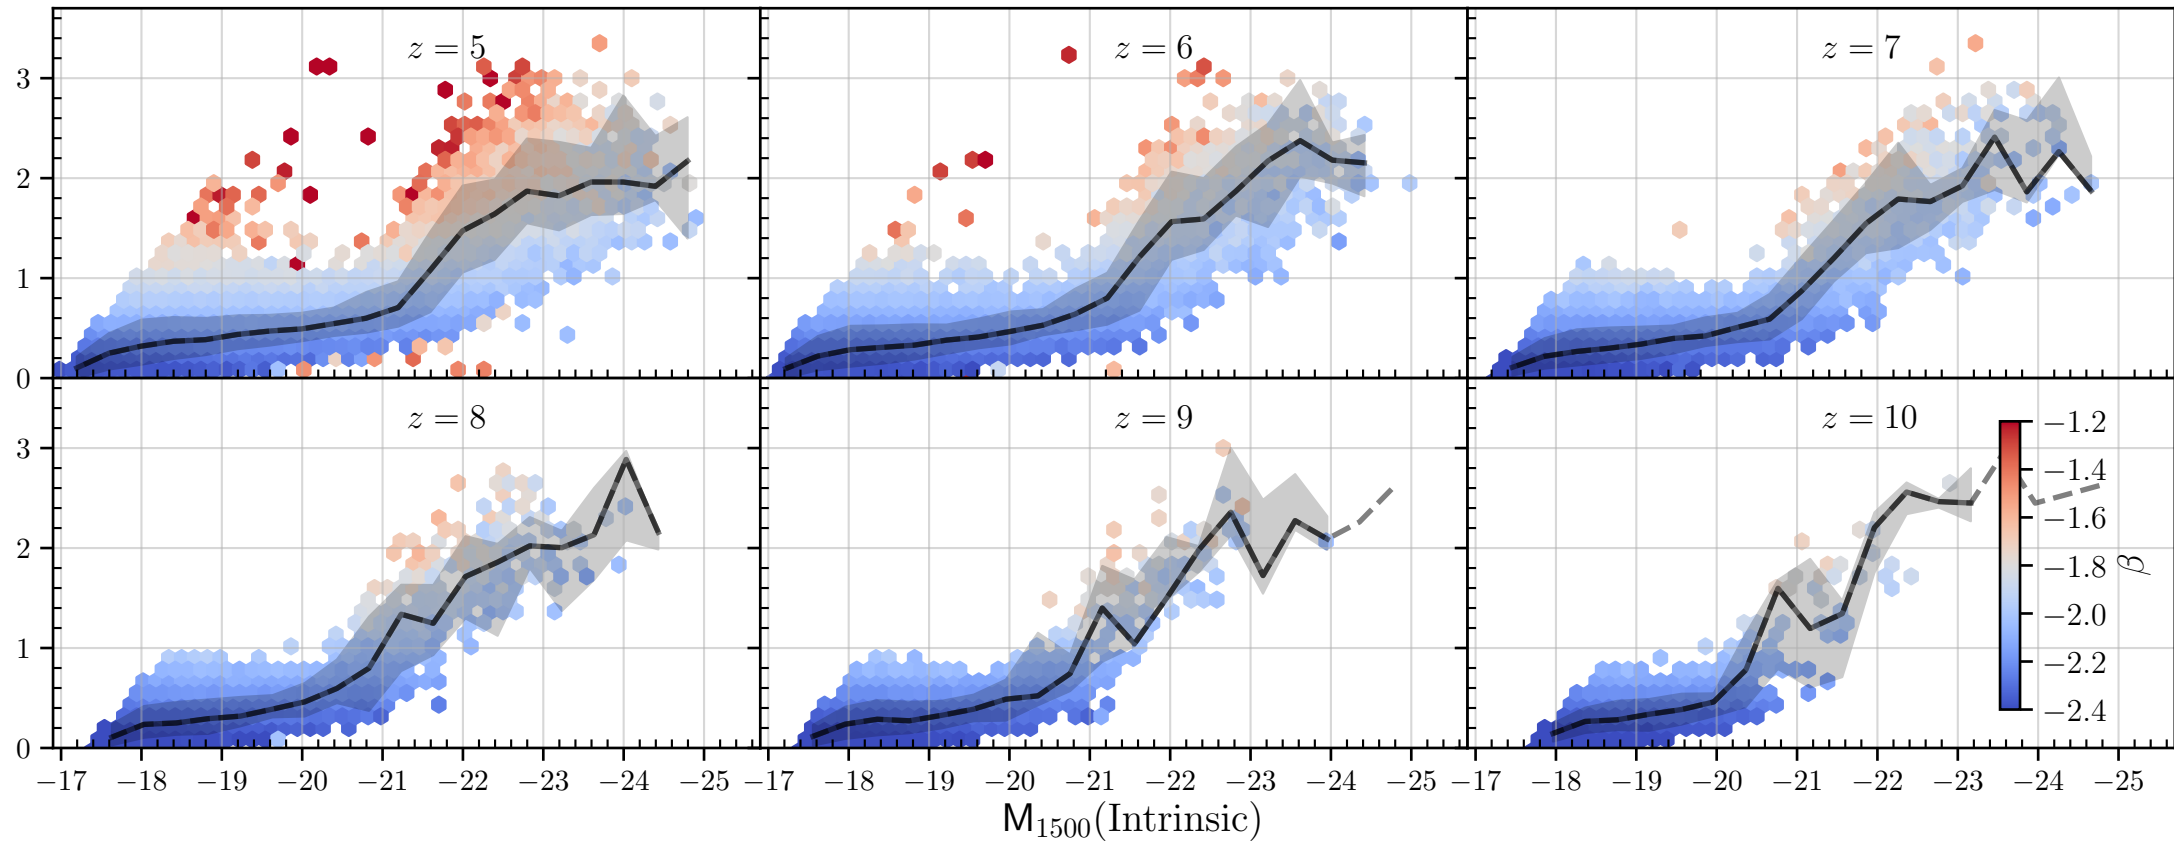 z = 5
z = 6
z = 7
3
2
1
0
z = 8
z = 9
z = 10
3
2
1
0
−1.2
−1.4
−1.6
−1.8
−2.0
−2.2
−2.4
β
−17 −18 −19 −20 −21 −22 −23 −24 −25
−17 −18 −19 −20 −21 −22 −23 −24 −25
−17 −18 −19 −20 −21 −22 −23 −24 −25
M₁₅₀₀(Intrinsic)